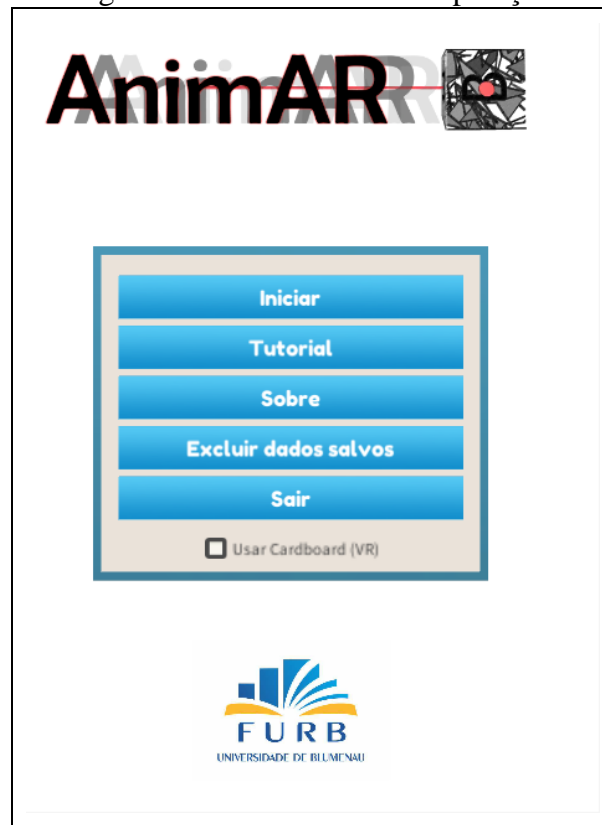 AnimAR
B
Iniciar
Tutorial
Sobre
Excluir dados salvos
Sair
Usar Cardboard (VR)
FURB
UNIVERSIDADE DE BLUMENAU